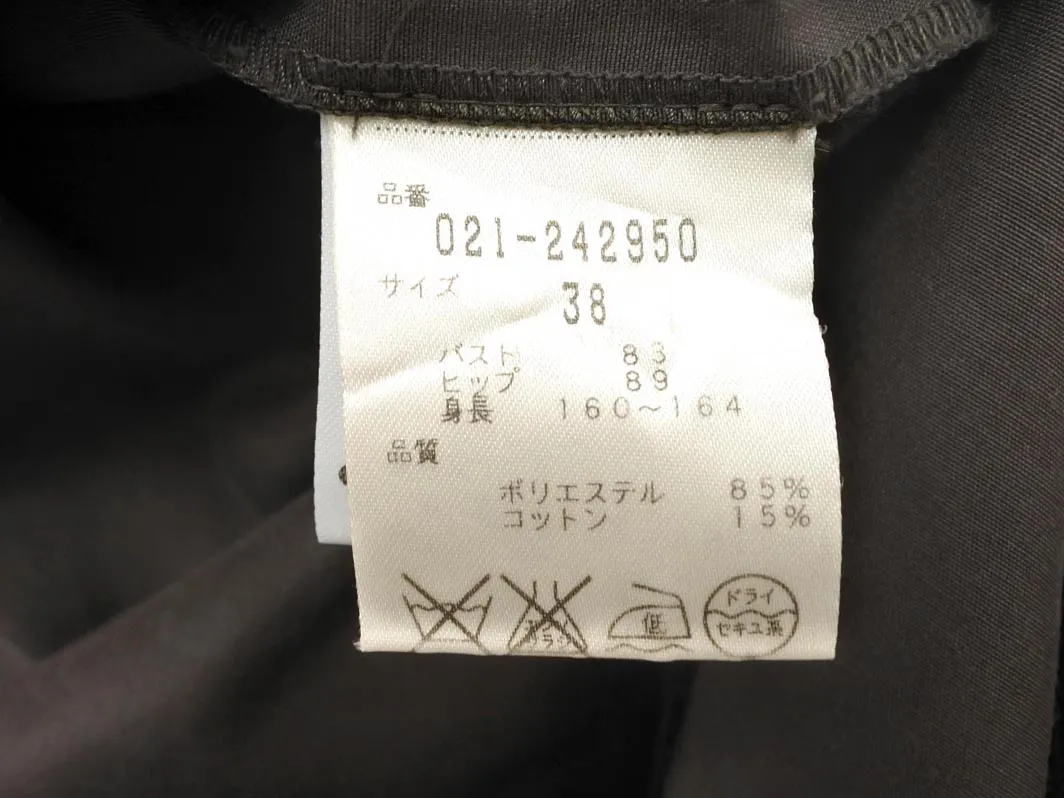 品番
021-242950
サイズ 38
バスト 83
ヒップ 89
身長 160〜164
品質
ポリエステル 85%
コットン 15%
低
ドライ
セキユ系